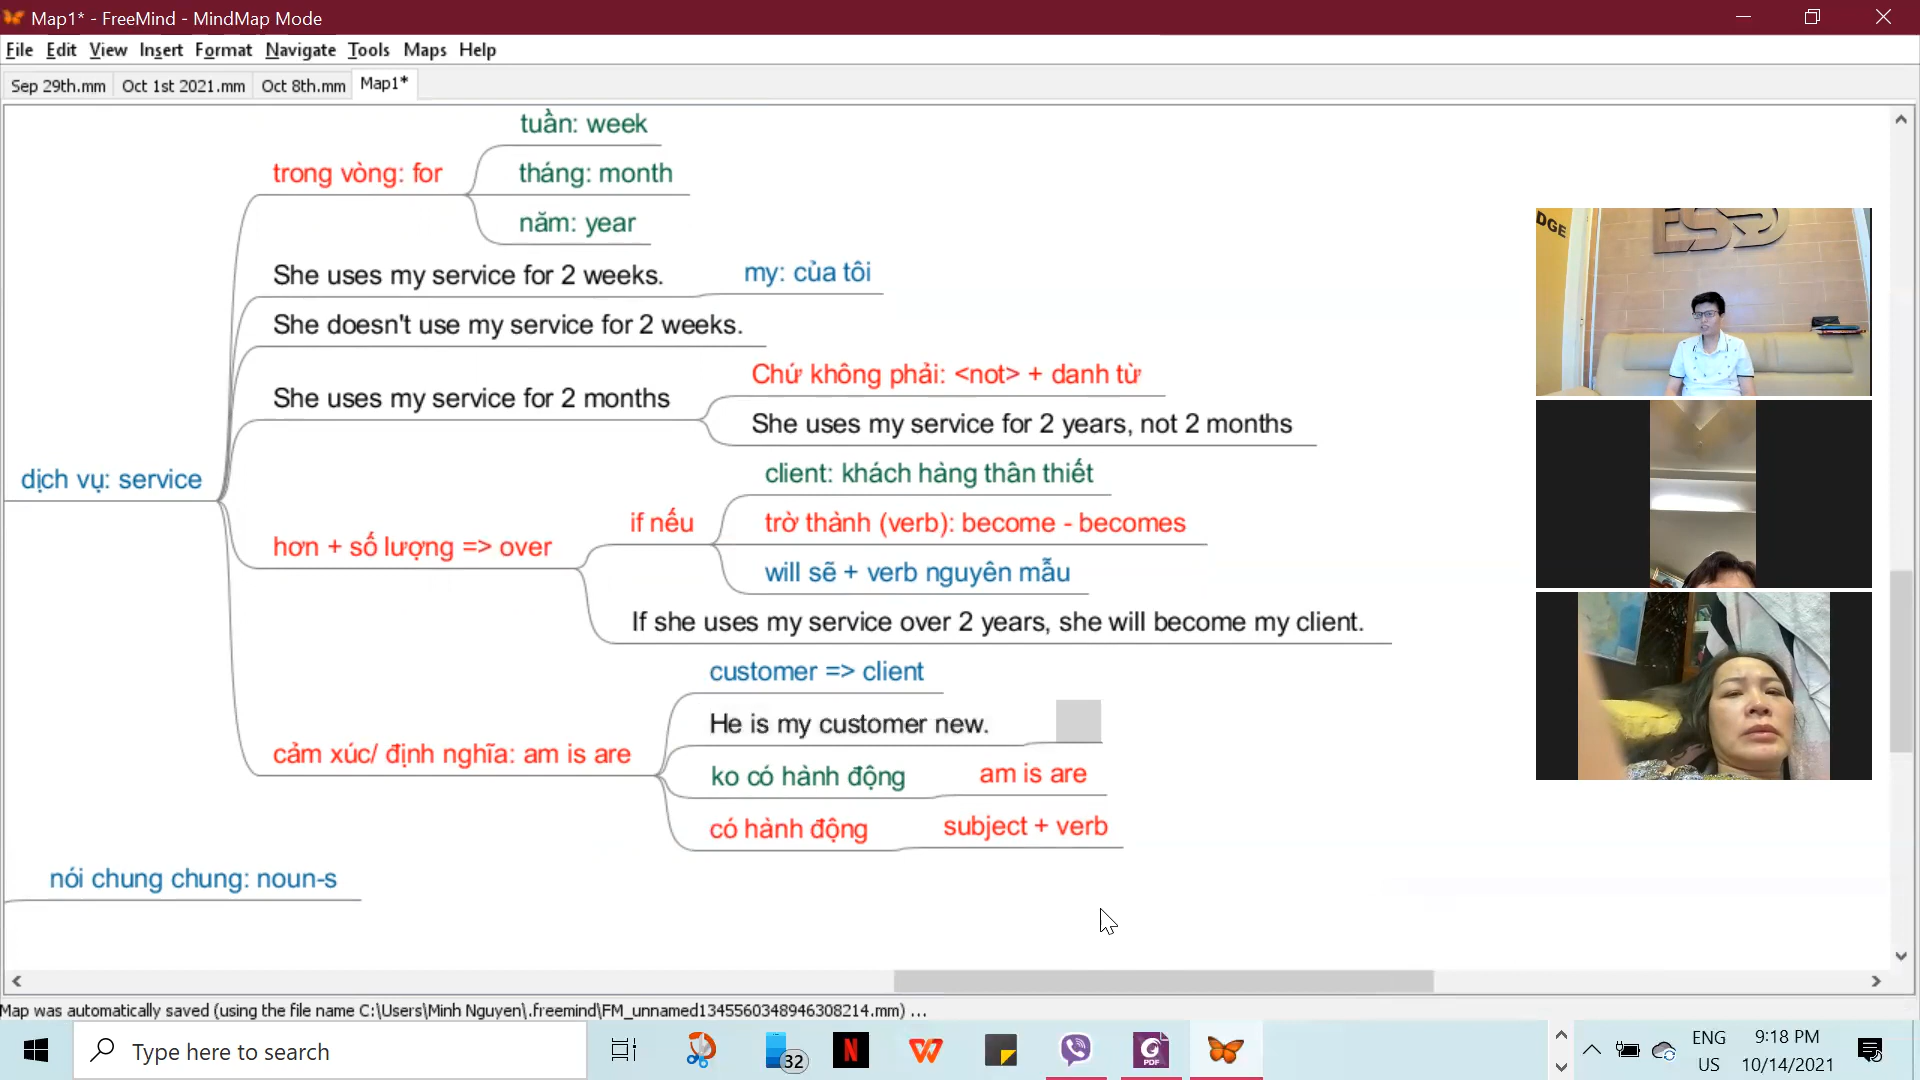 Map1* - FreeMind - MindMap Mode
File Edit View Insert Format Navigate Tools Maps Help
Sep 29th.mm Oct 1st 2021.mm Oct 8th.mm Map1*
tuần: week
trong vòng: for
tháng: month
năm: year
She uses my service for 2 weeks.
my: của tôi
She doesn't use my service for 2 weeks.
She uses my service for 2 months
Chứ không phải: <not> + danh từ
She uses my service for 2 years, not 2 months
dịch vụ: service
hơn + số lượng => over
if nếu
client: khách hàng thân thiết
trờ thành (verb): become - becomes
will sẽ + verb nguyên mẫu
If she uses my service over 2 years, she will become my client.
cảm xúc/ định nghĩa: am is are
customer => client
He is my customer new.
ko có hành động
am is are
có hành động
subject + verb
nói chung chung: noun-s
DGE
ESD
Map was automatically saved (using the file name C:\Users\Minh Nguyen\.freemind\FM_unnamed1345560348946308214.mm) ...
Type here to search
32
N
W
PDF
ENG
US
9:18 PM
10/14/2021